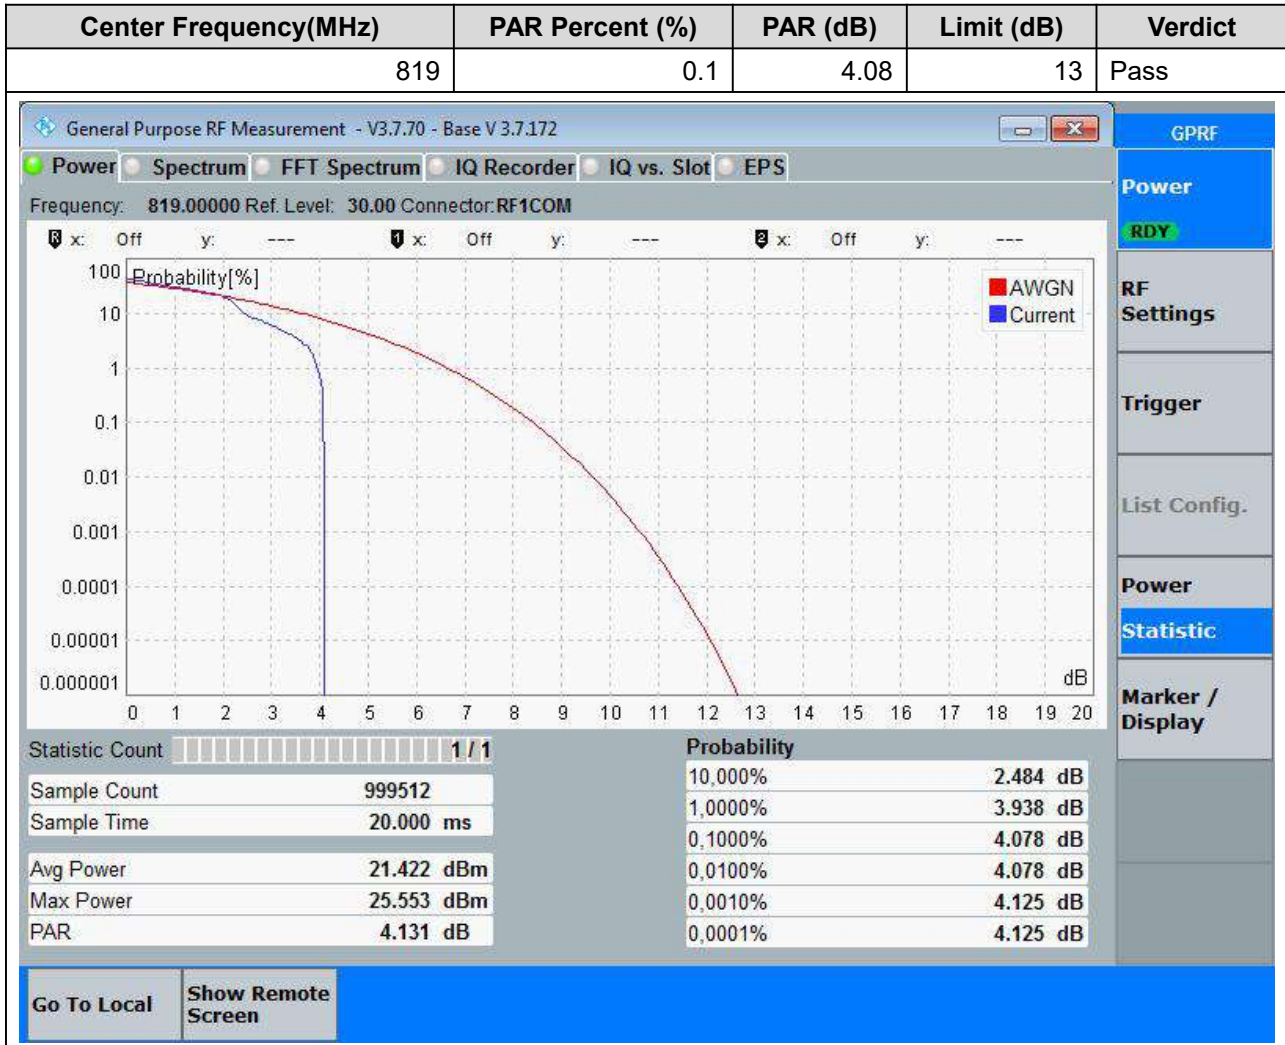 Center Frequency(MHz) PAR Percent (%) PAR (dB) Limit (dB) Verdict
819 0.1 4.08 13 Pass
General Purpose RF Measurement - V3.7.70 - Base V 3.7.172
GPRF
Power Spectrum FFT Spectrum IQ Recorder IQ vs. Slot EPS
Frequency: 819.00000 Ref. Level: 30.00 Connector: RF1COM
R x: Off y: --- 1 x: Off y: --- 2 x: Off y: ---
Probability[%]
AWGN
Current
100
10
1
0.1
0.01
0.001
0.0001
0.00001
0.000001
dB
0 1 2 3 4 5 6 7 8 9 10 11 12 13 14 15 16 17 18 19 20
Statistic Count 1 / 1
Sample Count 999512
Sample Time 20.000 ms
Avg Power 21.422 dBm
Max Power 25.553 dBm
PAR 4.131 dB
Probability
10,000% 2.484 dB
1,0000% 3.938 dB
0,1000% 4.078 dB
0,0100% 4.078 dB
0,0010% 4.125 dB
0,0001% 4.125 dB
Power
RDY
RF
Settings
Trigger
List Config.
Power
Statistic
Marker /
Display
Go To Local
Show Remote
Screen